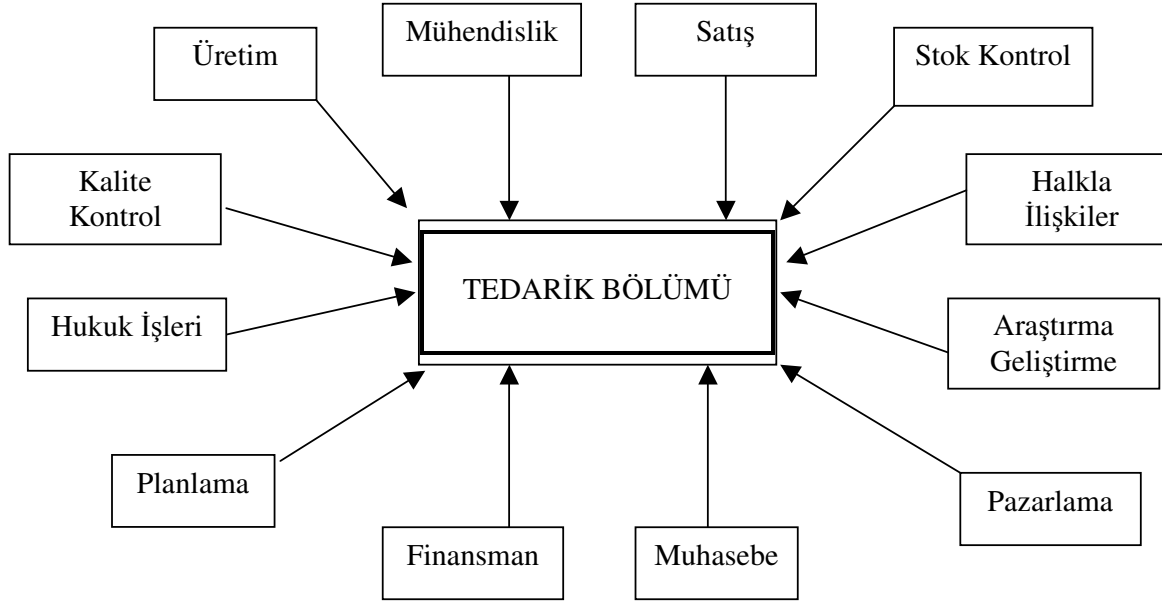 Mühendislik
Satış
Üretim
Stok Kontrol
Kalite
Kontrol
Halkla
İlişkiler
TEDARİK BÖLÜMÜ
Hukuk İşleri
Araştırma
Geliştirme
Planlama
Pazarlama
Finansman
Muhasebe